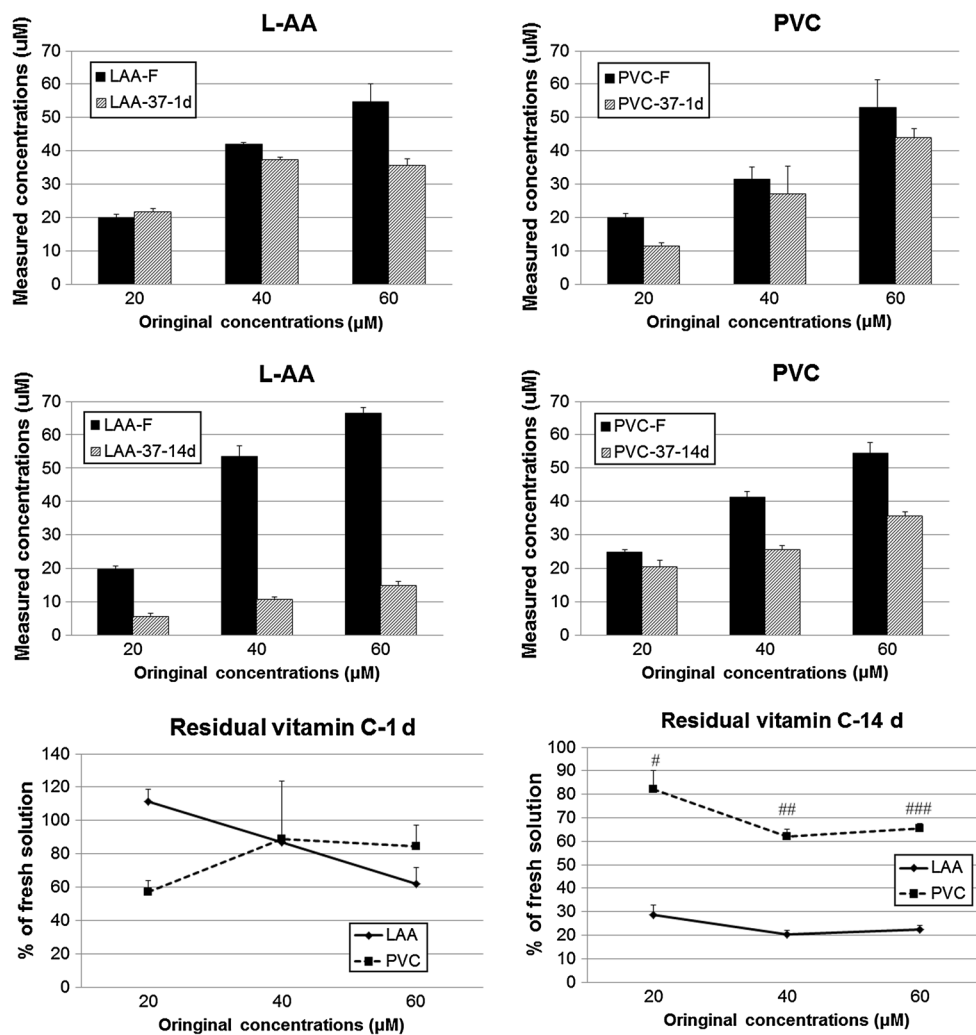 L-AA
Measured concentrations (uM)
70
60
50
40
30
20
10
0
LAA-F
LAA-37-1d
20 40 60
Oringinal concentrations (µM)
PVC
Measured concentrations (uM)
70
60
50
40
30
20
10
0
PVC-F
PVC-37-1d
20 40 60
Oringinal concentrations (µM)
L-AA
Measured concentrations (uM)
70
60
50
40
30
20
10
0
LAA-F
LAA-37-14d
20 40 60
Oringinal concentrations (µM)
PVC
Measured concentrations (uM)
70
60
50
40
30
20
10
0
PVC-F
PVC-37-14d
20 40 60
Oringinal concentrations (µM)
Residual vitamin C-1 d
% of fresh solution
140
120
100
80
60
40
20
0
LAA
PVC
20 40 60
Oringinal concentrations (µM)
Residual vitamin C-14 d
% of fresh solution
100
90
80
70
60
50
40
30
20
10
0
# ## ###
LAA
PVC
20 40 60
Oringinal concentrations (µM)